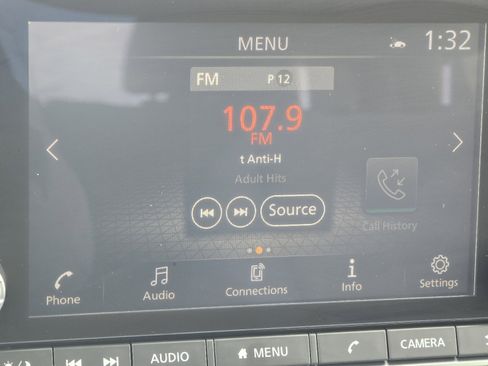 MENU
1:32
FM P 12
107.9
FM
t Anti-H
Adult Hits
Source
Call History
Phone
Audio
Connections
Info
Settings
AUDIO
MENU
CAMERA